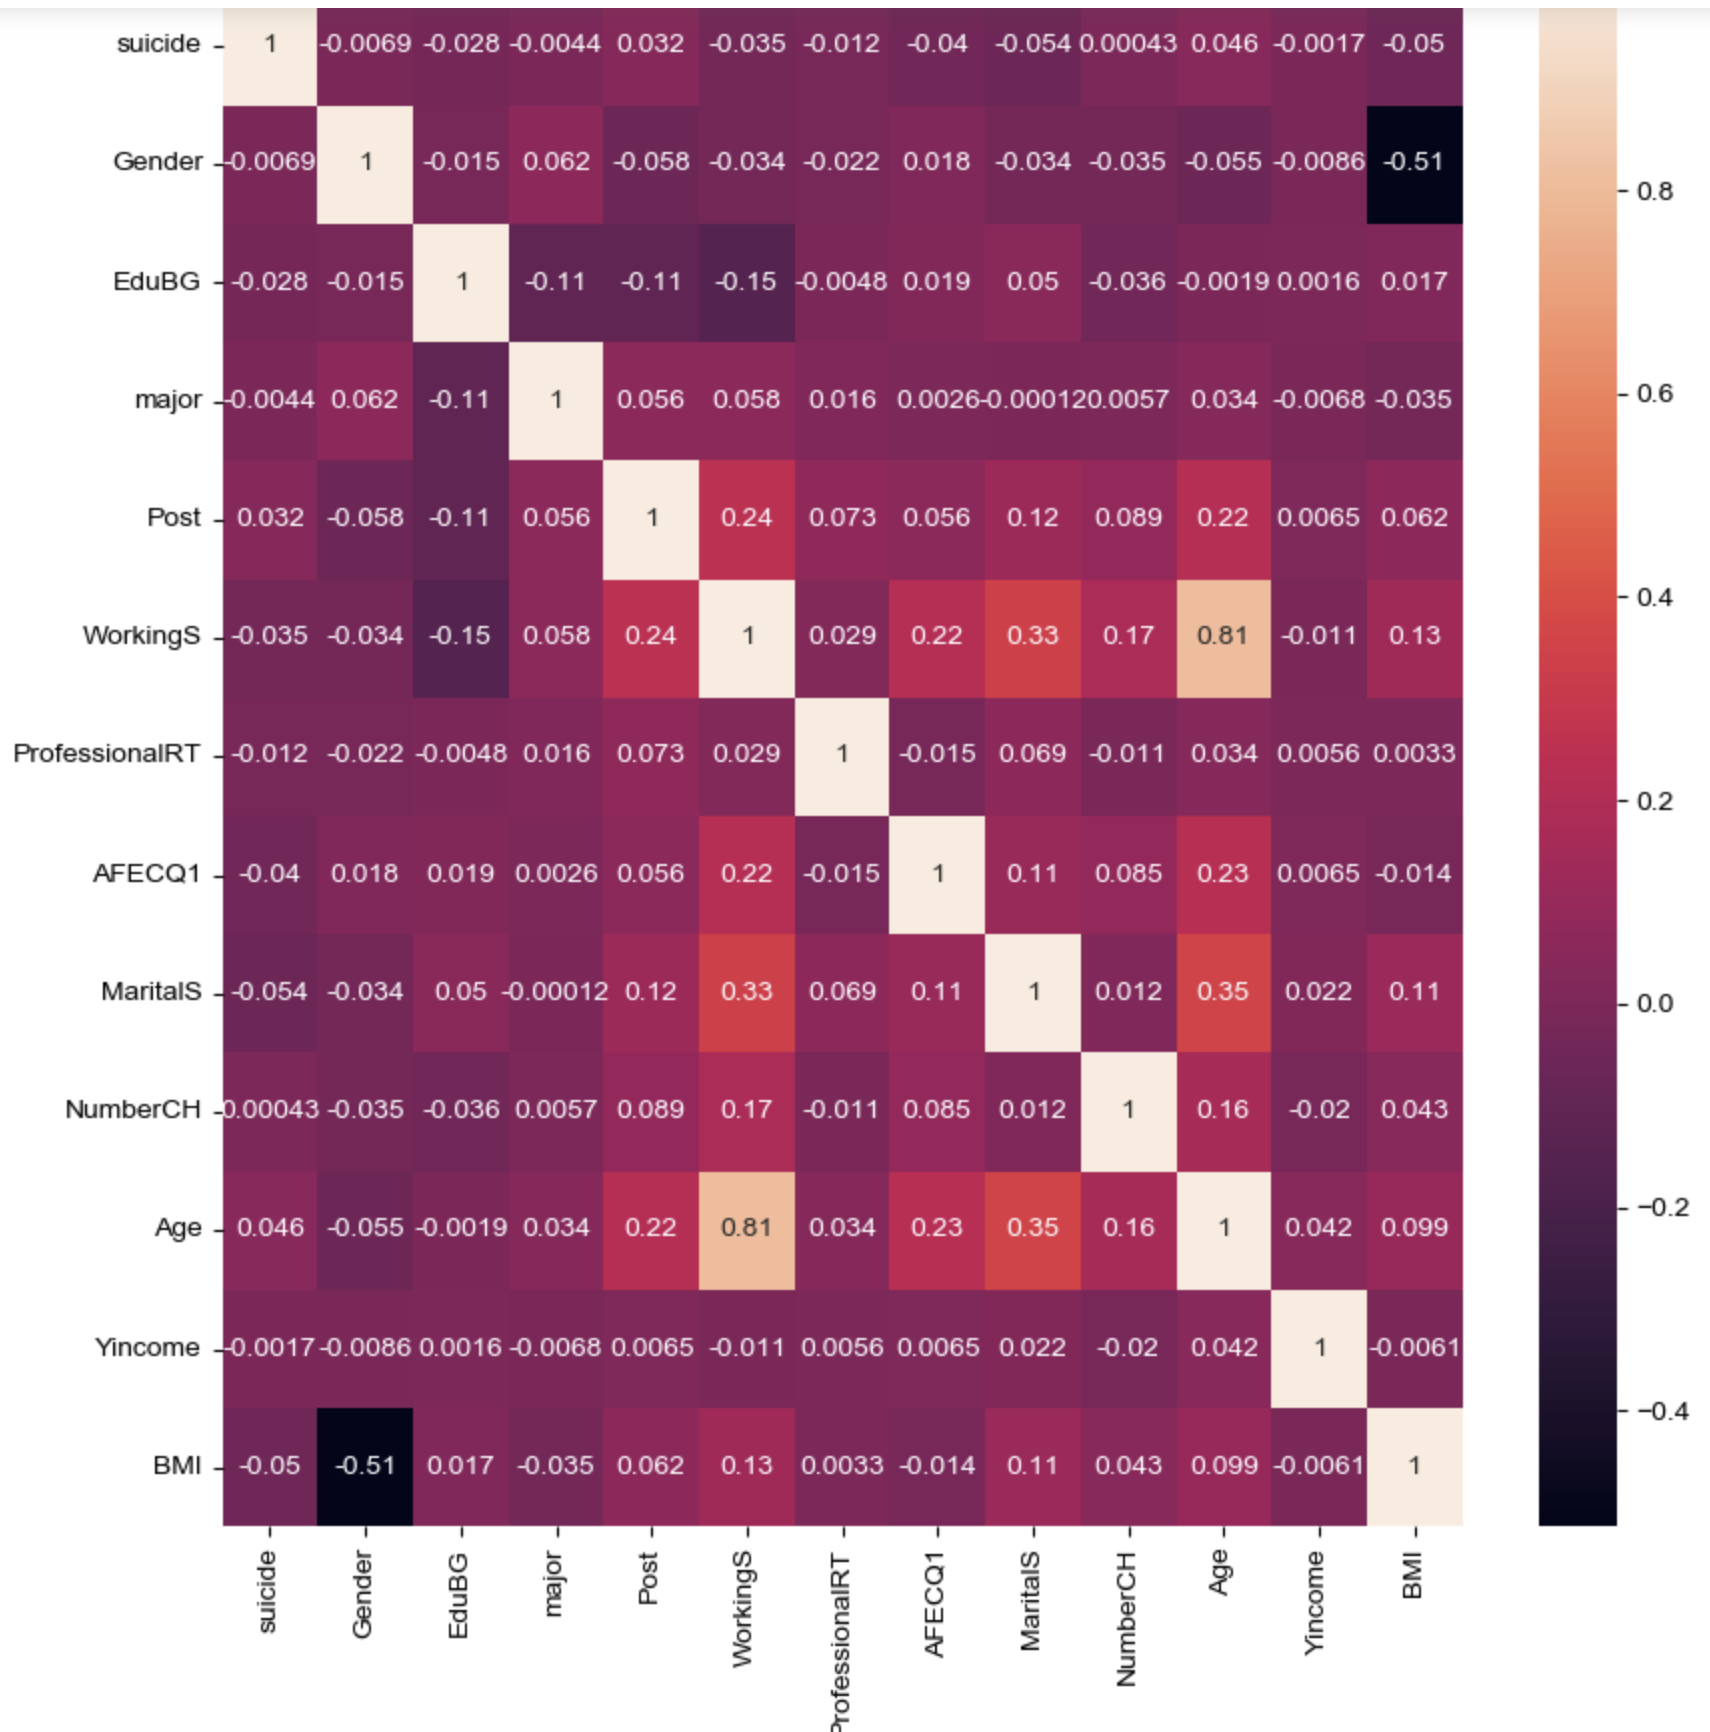 suicide 1 -0.0069 -0.028 -0.0044 0.032 -0.035 -0.012 -0.04 -0.054 0.00043 0.046 -0.0017 -0.05
Gender -0.0069 1 -0.015 0.062 -0.058 -0.034 -0.022 0.018 -0.034 -0.035 -0.055 -0.0086 -0.51
EduBG -0.028 -0.015 1 -0.11 -0.11 -0.15 -0.0048 0.019 0.05 -0.036 -0.0019 0.0016 0.017
major -0.0044 0.062 -0.11 1 0.056 0.058 0.016 0.0026 -0.00012 0.0057 0.034 -0.0068 -0.035
Post 0.032 -0.058 -0.11 0.056 1 0.24 0.073 0.056 0.12 0.089 0.22 0.0065 0.062
WorkingS -0.035 -0.034 -0.15 0.058 0.24 1 0.029 0.22 0.33 0.17 0.81 -0.011 0.13
ProfessionalRT -0.012 -0.022 -0.0048 0.016 0.073 0.029 1 -0.015 0.069 -0.011 0.034 0.0056 0.0033
AFECQ1 -0.04 0.018 0.019 0.0026 0.056 0.22 -0.015 1 0.11 0.085 0.23 0.0065 -0.014
MaritalS -0.054 -0.034 0.05 -0.00012 0.12 0.33 0.069 0.11 1 0.012 0.35 0.022 0.11
NumberCH 0.00043 -0.035 -0.036 0.0057 0.089 0.17 -0.011 0.085 0.012 1 0.16 -0.02 0.043
Age 0.046 -0.055 -0.0019 0.034 0.22 0.81 0.034 0.23 0.35 0.16 1 0.042 0.099
Yincome -0.0017 -0.0086 0.0016 -0.0068 0.0065 -0.011 0.0056 0.0065 0.022 -0.02 0.042 1 -0.0061
BMI -0.05 -0.51 0.017 -0.035 0.062 0.13 0.0033 -0.014 0.11 0.043 0.099 -0.0061 1
suicide
Gender
EduBG
major
Post
WorkingS
ProfessionalRT
AFECQ1
MaritalS
NumberCH
Age
Yincome
BMI
0.8
0.6
0.4
0.2
0.0
−0.2
−0.4